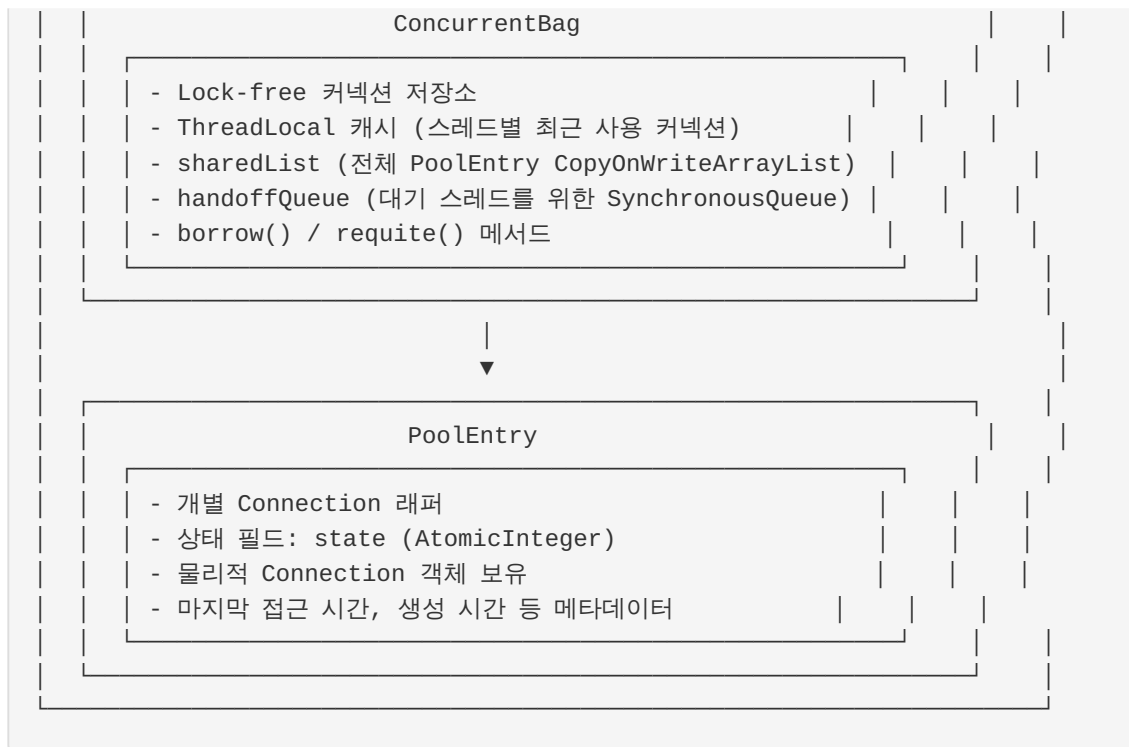 ConcurrentBag
- Lock-free 커넥션 저장소
- ThreadLocal 캐시 (스레드별 최근 사용 커넥션)
- sharedList (전체 PoolEntry CopyOnWriteArrayList)
- handoffQueue (대기 스레드를 위한 SynchronousQueue)
- borrow() / requite() 메서드
▼
PoolEntry
- 개별 Connection 래퍼
- 상태 필드: state (AtomicInteger)
- 물리적 Connection 객체 보유
- 마지막 접근 시간, 생성 시간 등 메타데이터